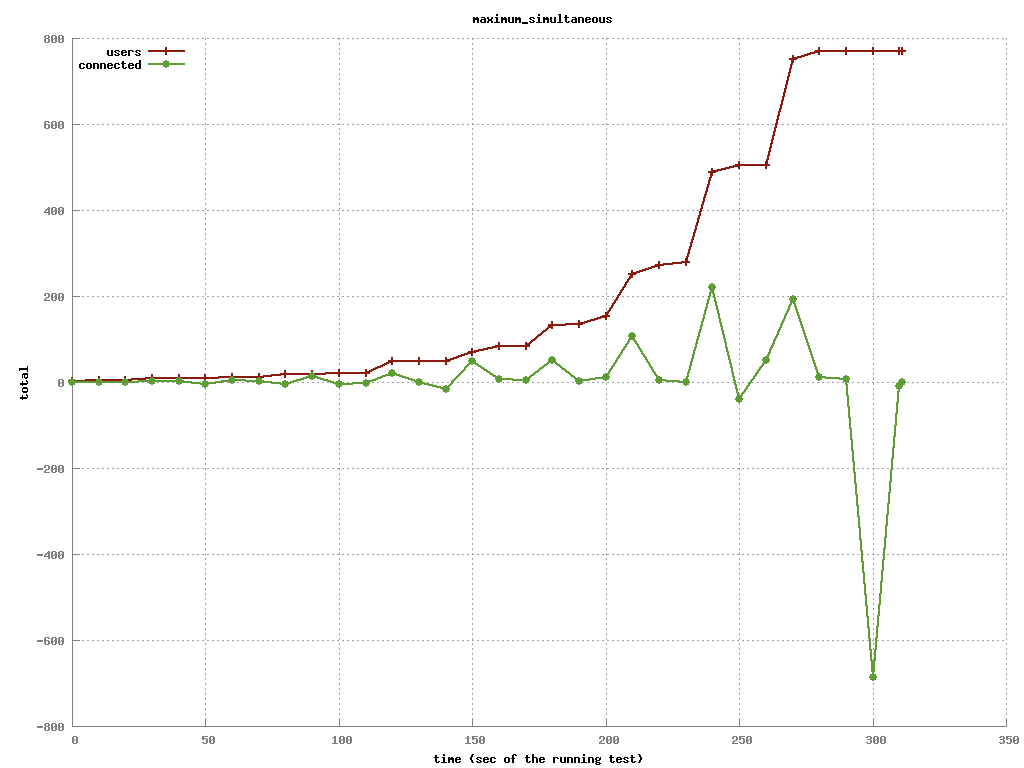 maximum_simultaneous
users
connected
800
600
400
200
0
-200
-400
-600
-800
total
0 50 100 150 200 250 300 350
time (sec of the running test)